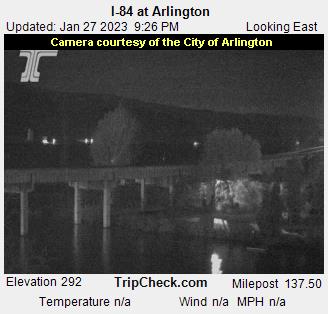 I-84 at Arlington
Updated: Jan 27 2023 9:26 PM Looking East
Camera courtesy of the City of Arlington
Elevation 292 TripCheck.com Milepost 137.50
Temperature n/a Wind n/a MPH n/a